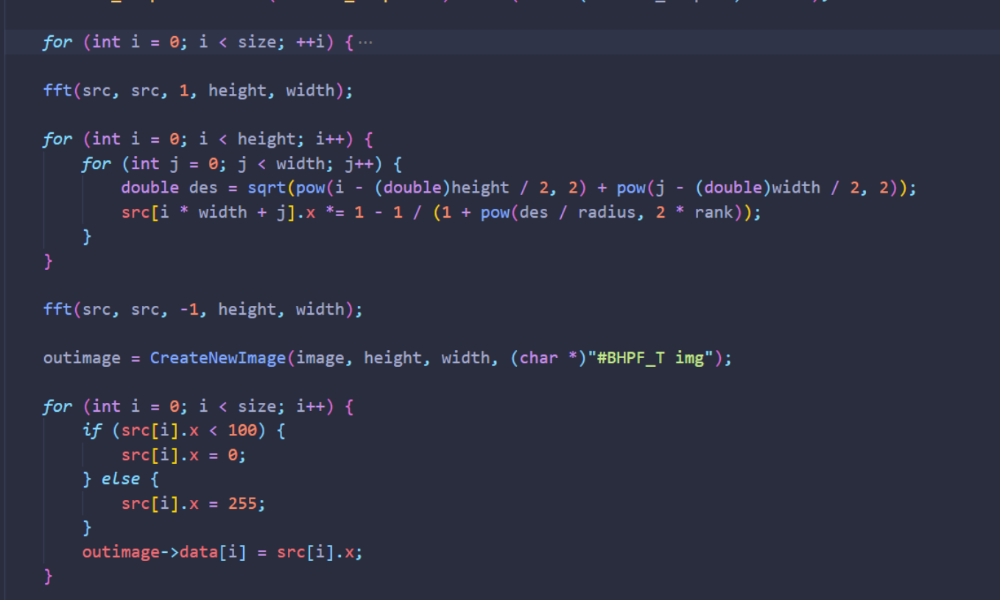 for (int i = 0; i < size; ++i) {···
fft(src, src, 1, height, width);
for (int i = 0; i < height; i++) {
for (int j = 0; j < width; j++) {
double des = sqrt(pow(i - (double)height / 2, 2) + pow(j - (double)width / 2, 2));
src[i * width + j].x *= 1 - 1 / (1 + pow(des / radius, 2 * rank));
}
}
fft(src, src, -1, height, width);
outimage = CreateNewImage(image, height, width, (char *)"#BHPF_T img");
for (int i = 0; i < size; i++) {
if (src[i].x < 100) {
src[i].x = 0;
} else {
src[i].x = 255;
}
outimage->data[i] = src[i].x;
}